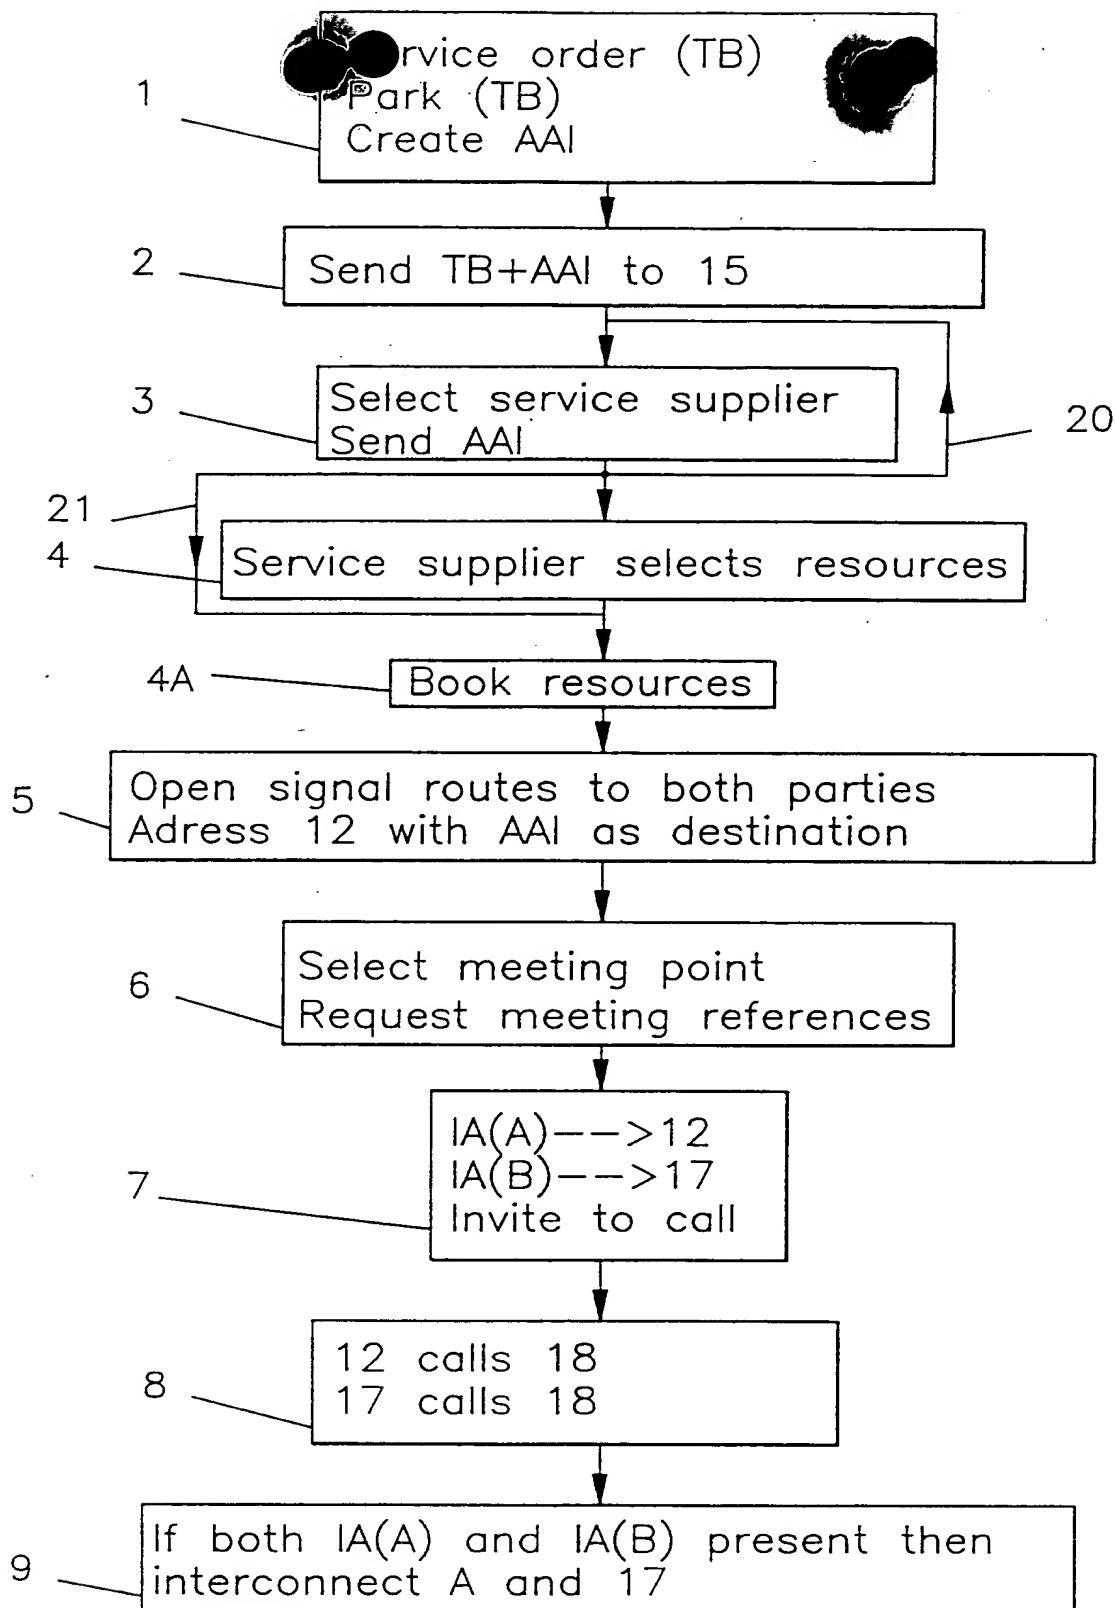 rvice order (TB)
1
Park (TB)
Create AAI
2
Send TB+AAI to 15
3
Select service supplier
Send AAI
20
21
4
Service supplier selects resources
4A
Book resources
5
Open signal routes to both parties
Adress 12 with AAI as destination
6
Select meeting point
Request meeting references
7
IA(A)-->12
IA(B)-->17
Invite to call
8
12 calls 18
17 calls 18
9
If both IA(A) and IA(B) present then
interconnect A and 17